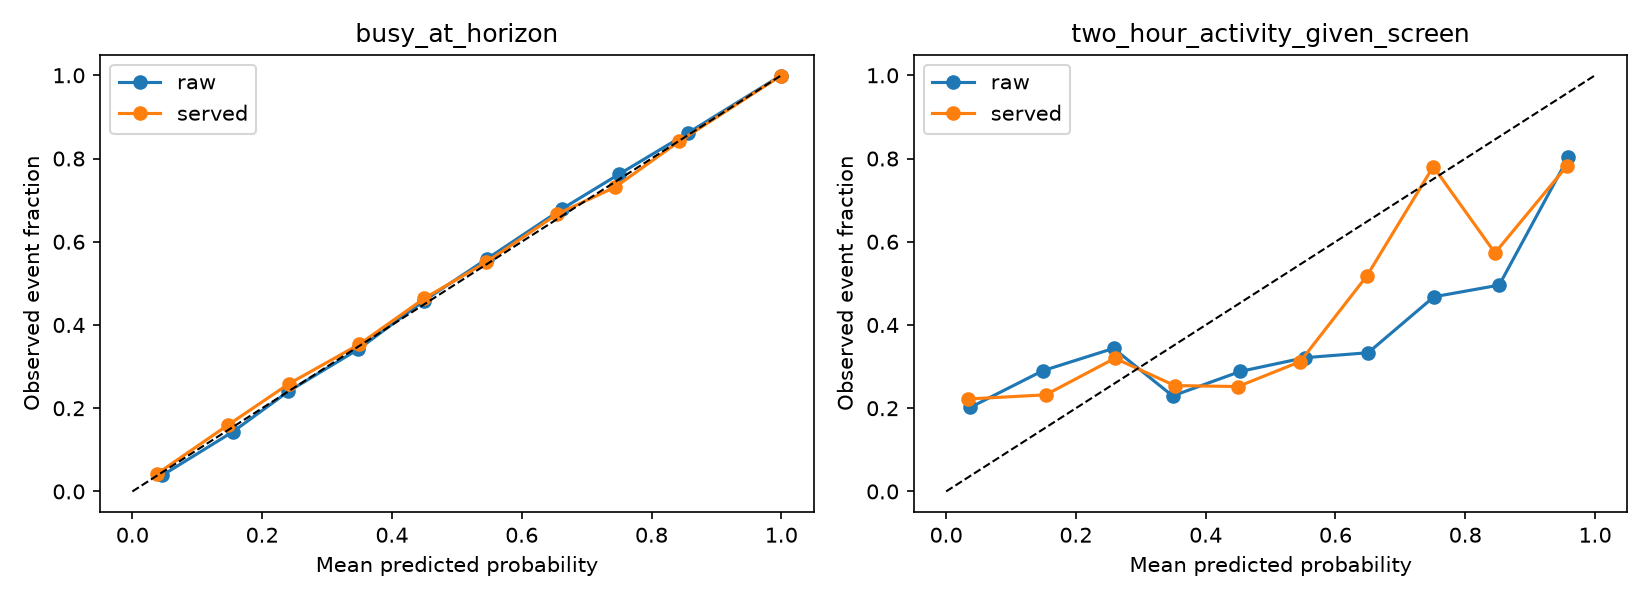 busy_at_horizon
raw
served
1.0
0.8
0.6
0.4
0.2
0.0
Observed event fraction
0.0 0.2 0.4 0.6 0.8 1.0
Mean predicted probability
two_hour_activity_given_screen
raw
served
1.0
0.8
0.6
0.4
0.2
0.0
Observed event fraction
0.0 0.2 0.4 0.6 0.8 1.0
Mean predicted probability